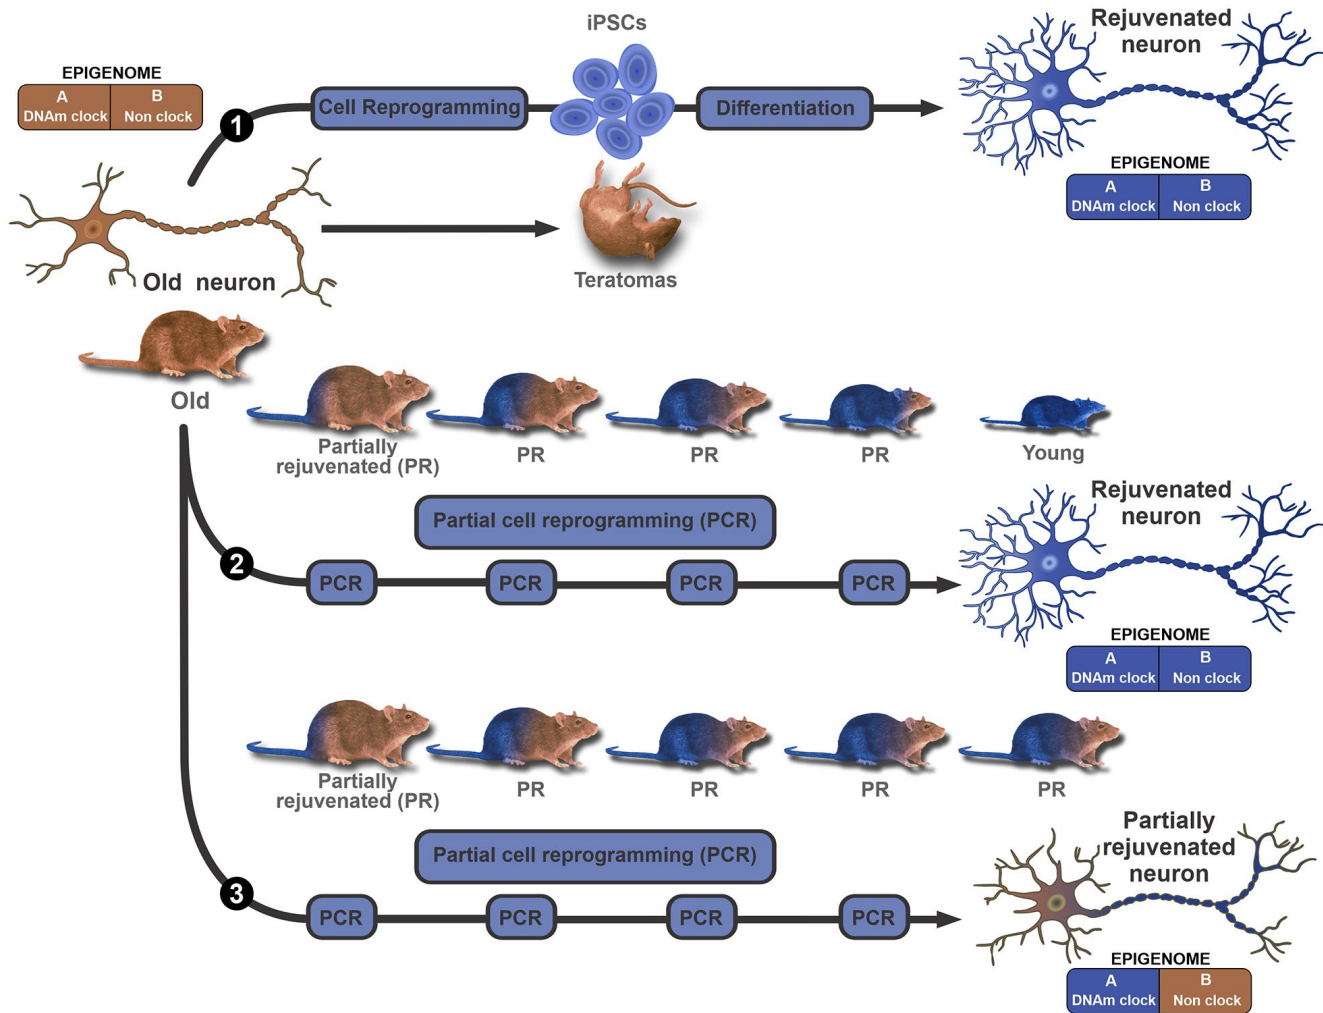 iPSCs
Rejuvenated
neuron
EPIGENOME
A
B
DNAm clock
Non clock
1
Cell Reprogramming
Differentiation
EPIGENOME
A
B
DNAm clock
Non clock
Old neuron
Teratomas
Old
Partially
rejuvenated (PR)
PR
PR
PR
Young
Partial cell reprogramming (PCR)
Rejuvenated
neuron
2
PCR
PCR
PCR
PCR
EPIGENOME
A
B
DNAm clock
Non clock
Partially
rejuvenated (PR)
PR
PR
PR
PR
Partial cell reprogramming (PCR)
Partially
rejuvenated
neuron
3
PCR
PCR
PCR
PCR
EPIGENOME
A
B
DNAm clock
Non clock